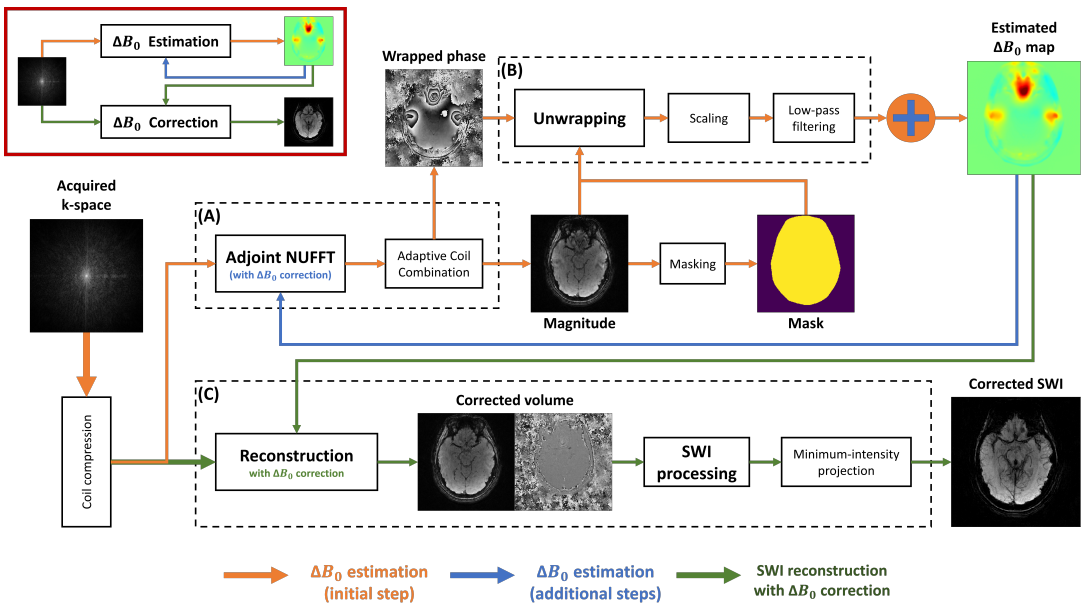 ΔB₀ Estimation
ΔB₀ Correction
Wrapped phase
(B)
Unwrapping
Scaling
Low-pass
filtering
Estimated
ΔB₀ map
Acquired
k-space
(A)
Adjoint NUFFT
(with ΔB₀ correction)
Adaptive Coil
Combination
Magnitude
Masking
Mask
Coil compression
(C)
Reconstruction
with ΔB₀ correction
Corrected volume
SWI
processing
Minimum-intensity
projection
Corrected SWI
ΔB₀ estimation
(initial step)
ΔB₀ estimation
(additional steps)
SWI reconstruction
with ΔB₀ correction